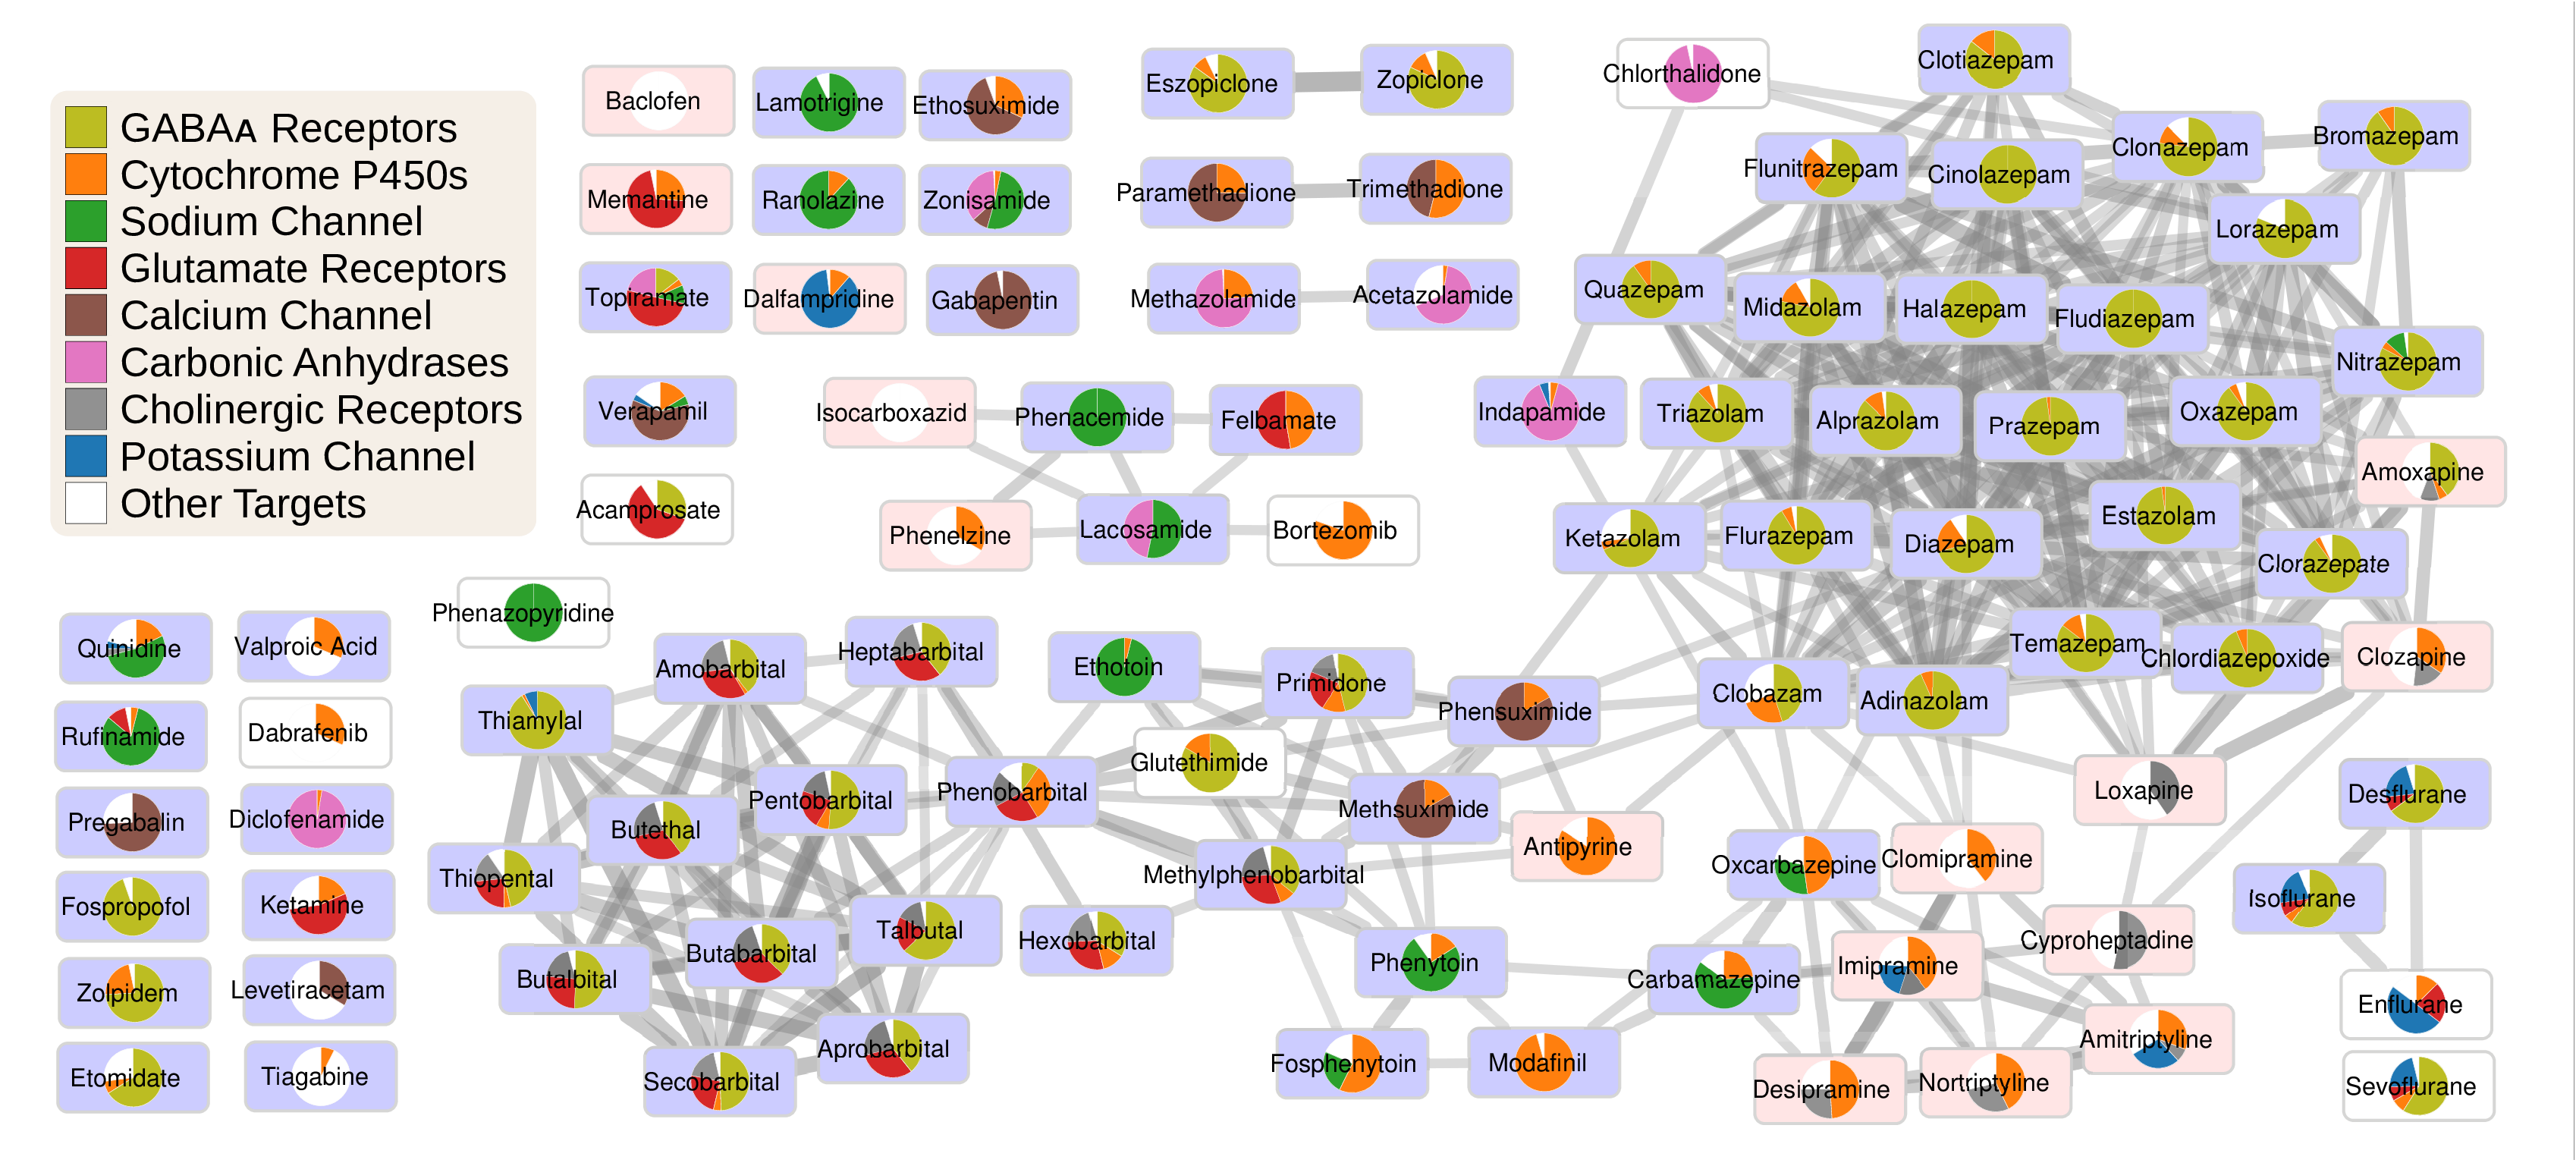 GABAᴀ Receptors
Cytochrome P450s
Sodium Channel
Glutamate Receptors
Calcium Channel
Carbonic Anhydrases
Cholinergic Receptors
Potassium Channel
Other Targets
Baclofen
Lamotrigine
Ethosuximide
Memantine
Ranolazine
Zonisamide
Topiramate
Dalfampridine
Gabapentin
Verapamil
Acamprosate
Eszopiclone
Zopiclone
Paramethadione
Trimethadione
Methazolamide
Acetazolamide
Isocarboxazid
Phenacemide
Felbamate
Phenelzine
Lacosamide
Bortezomib
Chlorthalidone
Clotiazepam
Flunitrazepam
Cinolazepam
Clonazepam
Bromazepam
Lorazepam
Quazepam
Midazolam
Halazepam
Fludiazepam
Nitrazepam
Indapamide
Triazolam
Alprazolam
Prazepam
Oxazepam
Amoxapine
Ketazolam
Flurazepam
Diazepam
Estazolam
Clorazepate
Temazepam
Chlordiazepoxide
Clozapine
Clobazam
Adinazolam
Loxapine
Quinidine
Valproic Acid
Rufinamide
Dabrafenib
Pregabalin
Diclofenamide
Fospropofol
Ketamine
Zolpidem
Levetiracetam
Etomidate
Tiagabine
Phenazopyridine
Thiamylal
Amobarbital
Heptabarbital
Ethotoin
Primidone
Phensuximide
Glutethimide
Pentobarbital
Phenobarbital
Methsuximide
Butethal
Thiopental
Methylphenobarbital
Antipyrine
Talbutal
Hexobarbital
Butabarbital
Butalbital
Phenytoin
Aprobarbital
Secobarbital
Fosphenytoin
Modafinil
Oxcarbazepine
Clomipramine
Carbamazepine
Imipramine
Cyproheptadine
Amitriptyline
Desipramine
Nortriptyline
Desflurane
Isoflurane
Enflurane
Sevoflurane